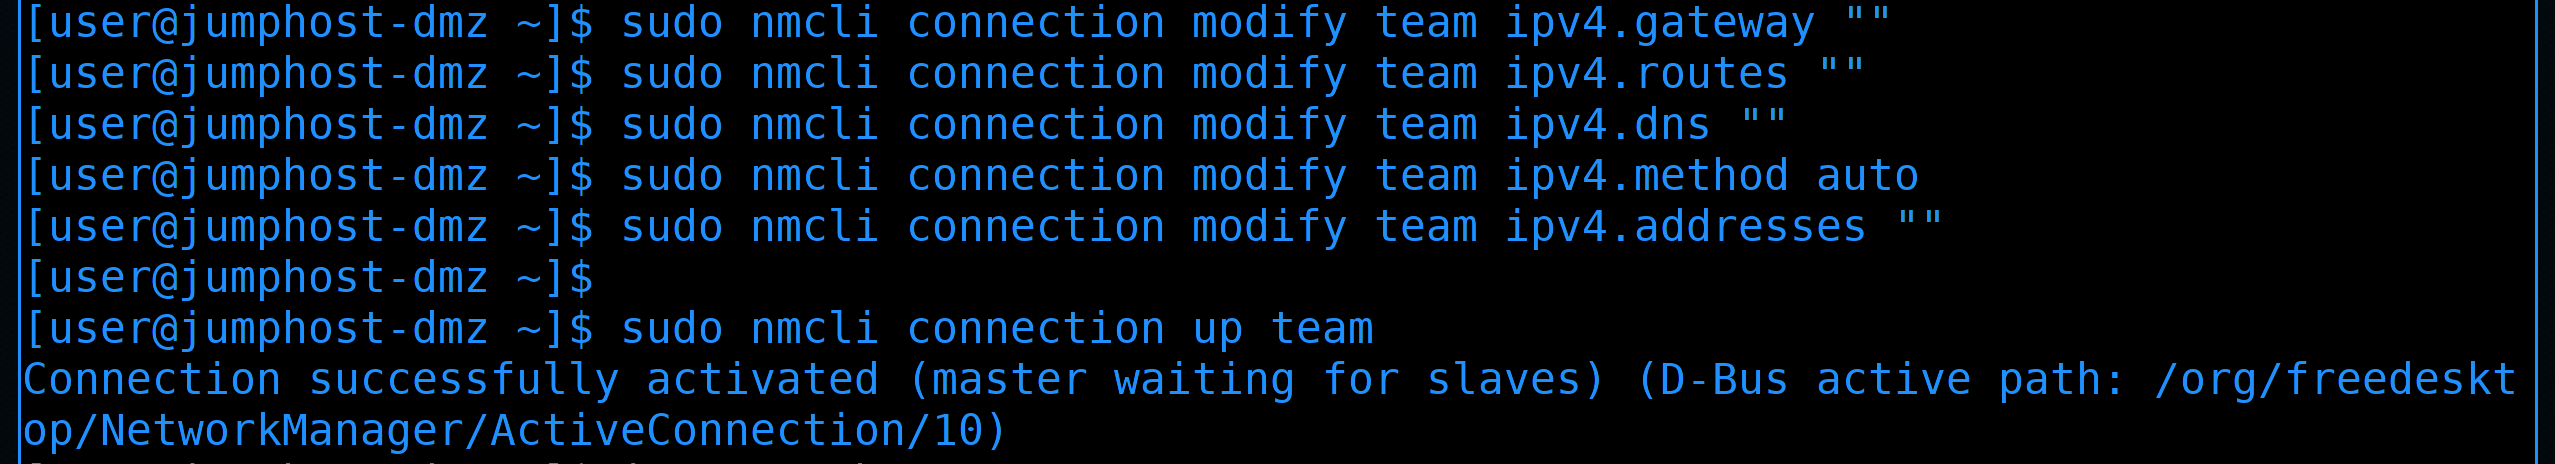 [user@jumphost-dmz ~]$ sudo nmcli connection modify team ipv4.gateway ""
[user@jumphost-dmz ~]$ sudo nmcli connection modify team ipv4.routes ""
[user@jumphost-dmz ~]$ sudo nmcli connection modify team ipv4.dns ""
[user@jumphost-dmz ~]$ sudo nmcli connection modify team ipv4.method auto
[user@jumphost-dmz ~]$ sudo nmcli connection modify team ipv4.addresses ""
[user@jumphost-dmz ~]$
[user@jumphost-dmz ~]$ sudo nmcli connection up team
Connection successfully activated (master waiting for slaves) (D-Bus active path: /org/freedeskt
op/NetworkManager/ActiveConnection/10)